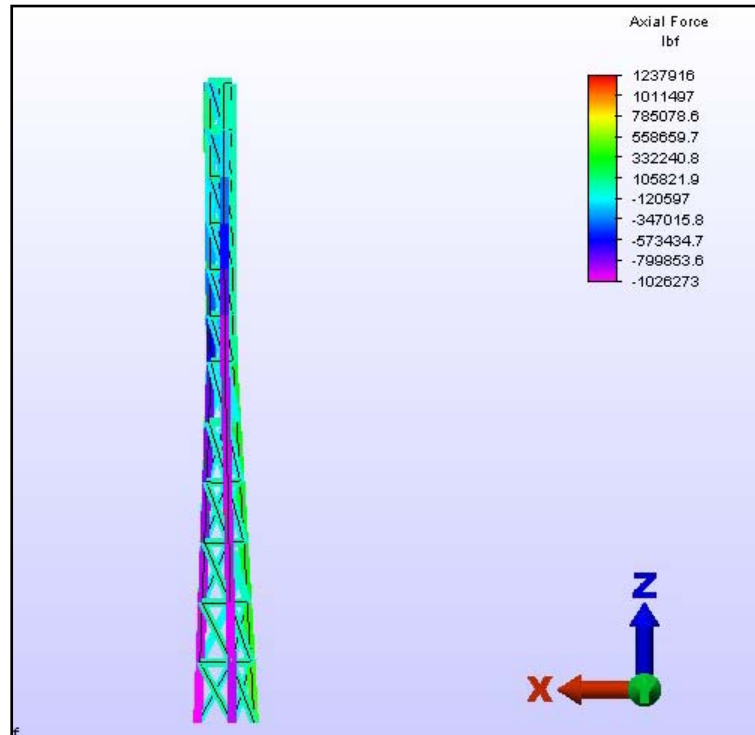 Axial Force
lbf
1237916
1011497
785078.6
558659.7
332240.8
105821.9
-120597
-347015.8
-573434.7
-799853.6
-1026273
Z
X
Y
f